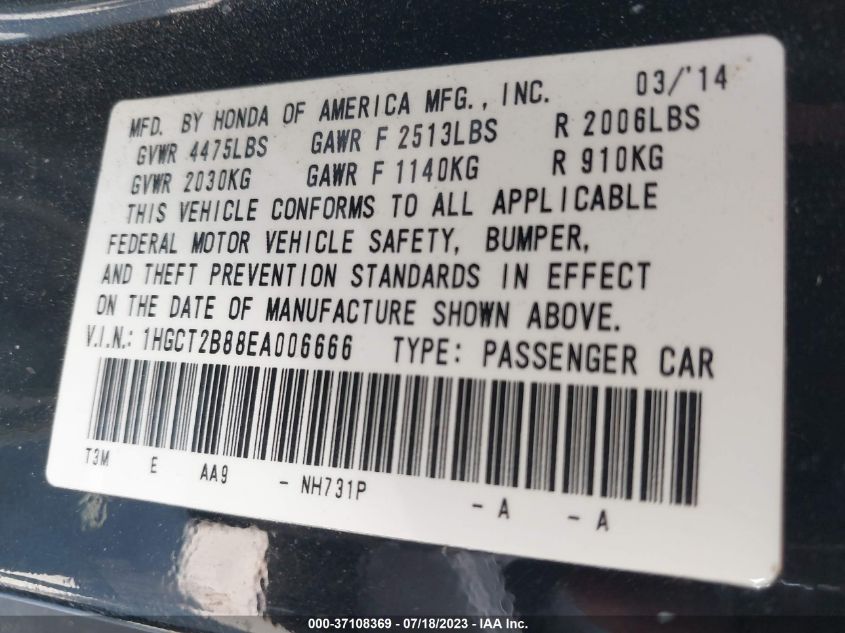 MFD. BY HONDA OF AMERICA MFG., INC. 03/'14
GVWR 4475LBS GAWR F 2513LBS R 2006LBS
GVWR 2030KG GAWR F 1140KG R 910KG
THIS VEHICLE CONFORMS TO ALL APPLICABLE
FEDERAL MOTOR VEHICLE SAFETY, BUMPER,
AND THEFT PREVENTION STANDARDS IN EFFECT
ON THE DATE OF MANUFACTURE SHOWN ABOVE.
V.I.N.: 1HGCT2B88EA006666 TYPE: PASSENGER CAR
T3M E AA9 - NH731P - A - A
000-37108369 - 07/18/2023 - IAA Inc.